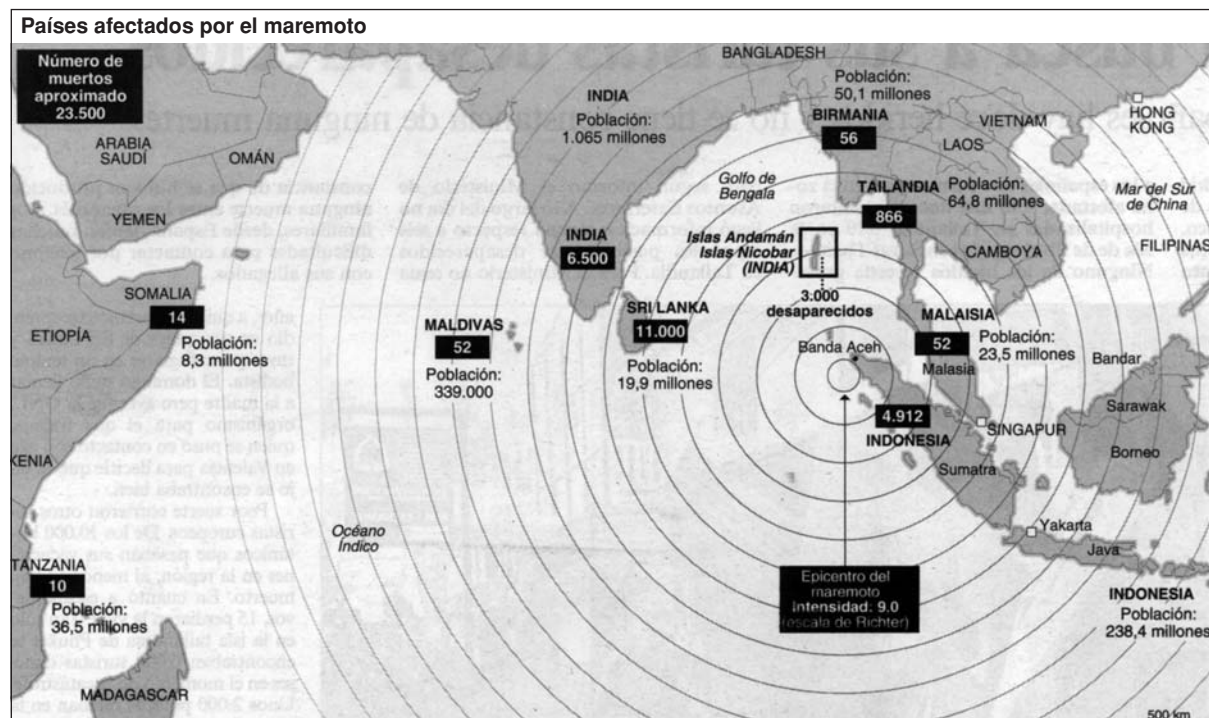 Países afectados por el maremoto
Número de
muertos
aproximado
23.500
BANGLADESH
Población:
50,1 millones
BIRMANIA
56
INDIA
Población:
1.065 millones
VIETNAM
HONG
KONG
LAOS
ARABIA
SAUDÍ
OMÁN
YEMEN
Golfo de
Bengala
TAILANDIA
866
Población:
64,8 millones
Mar del Sur
de China
CAMBOYA
FILIPINAS
INDIA
6.500
Islas Andamán
Islas Nicobar
(INDIA)
3.000
desaparecidos
SOMALIA
14
Población:
8,3 millones
ETIOPÍA
MALDIVAS
52
Población:
339.000
SRI LANKA
11.000
Población:
19,9 millones
MALAISIA
52
Población:
23,5 millones
Malasia
Banda Aceh
Bandar
Sarawak
Borneo
4.912
INDONESIA
SINGAPUR
Sumatra
KENIA
Océano
Índico
Yakarta
Java
TANZANIA
10
Población:
36,5 millones
Epicentro del
maremoto
Intensidad: 9.0
(escala de Richter)
INDONESIA
Población:
238,4 millones
MADAGASCAR
500 km